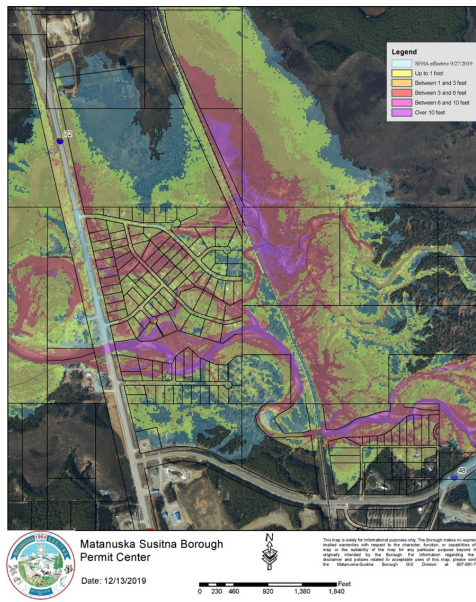 Legend
SFHA effective 9/27/2019
Up to 1 foot
Between 1 and 3 feet
Between 3 and 6 feet
Between 6 and 10 feet
Over 10 feet
32
48
Matanuska Susitna Borough
Permit Center
Date: 12/13/2019
N
Feet
0 230 460 920 1,380 1,840
This map is solely for informational purposes only. The Borough makes no express
implied warranties with respect to the character, function, or capabilities of
map or the suitability of the map for any particular purpose beyond
originally intended by the Borough. For information regarding the
disclaimer and policies related to acceptable uses of this map, please
the Matanuska-Susitna Borough GIS Division at 907-861-